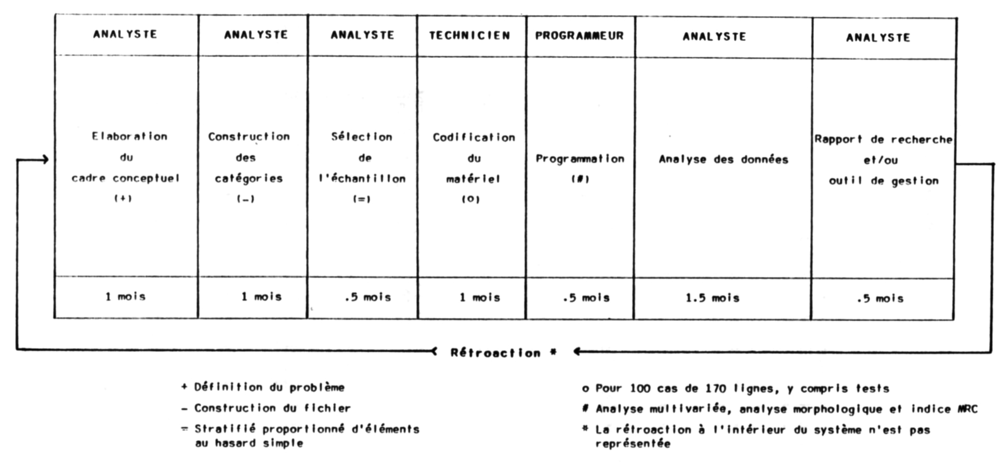 ANALYSTE ANALYSTE ANALYSTE TECHNICIEN PROGRAMMEUR ANALYSTE ANALYSTE
Elaboration
du
cadre conceptuel
(+)
Construction
des
catégories
(-)
Sélection
de
l'échantillon
(=)
Codification
du
matériel
(o)
Programmation
(#)
Analyse des données
Rapport de recherche
et/ou
outil de gestion
1 mois 1 mois .5 mois 1 mois .5 mois 1.5 mois .5 mois
Rétroaction *
+ Définition du problème
- Construction du fichier
= Stratifié proportionné d'éléments
au hasard simple
o Pour 100 cas de 170 lignes, y compris tests
# Analyse multivariée, analyse morphologique et indice MRC
* La rétroaction à l'intérieur du système n'est pas
représentée